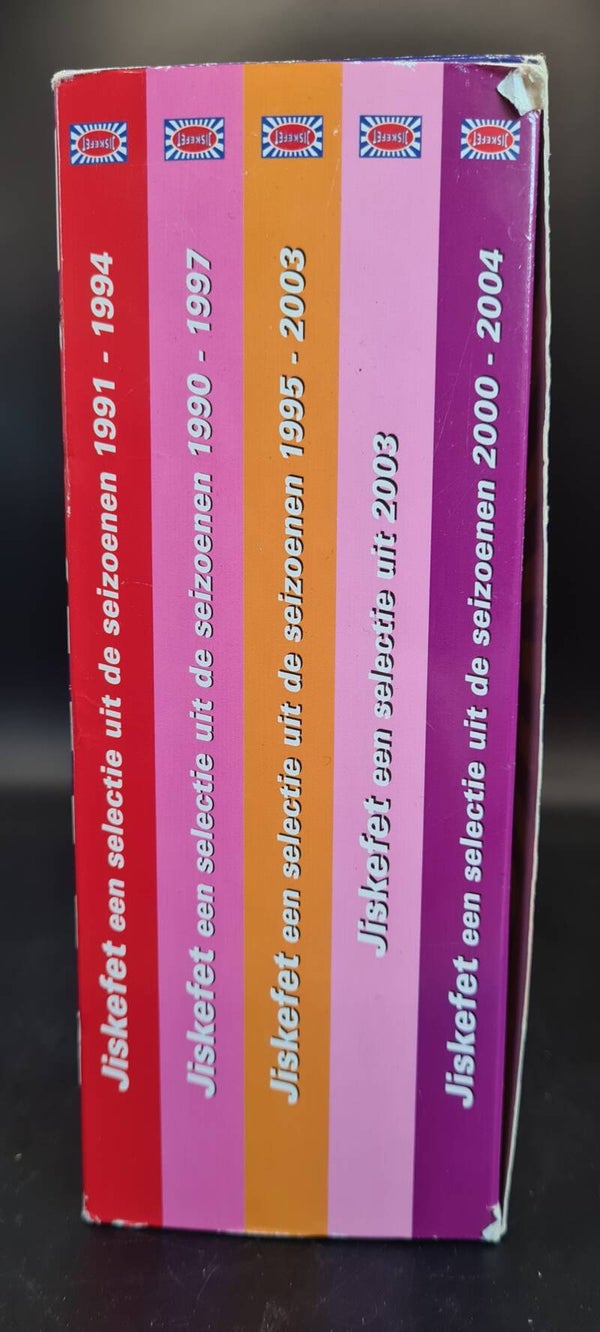 JISKEFET
JISKEFET
JISKEFET
JISKEFET
JISKEFET
Jiskefet een selectie uit de seizoenen 1991 - 1994
Jiskefet een selectie uit de seizoenen 1990 - 1997
Jiskefet een selectie uit de seizoenen 1995 - 2003
Jiskefet een selectie uit 2003
Jiskefet een selectie uit de seizoenen 2000 - 2004